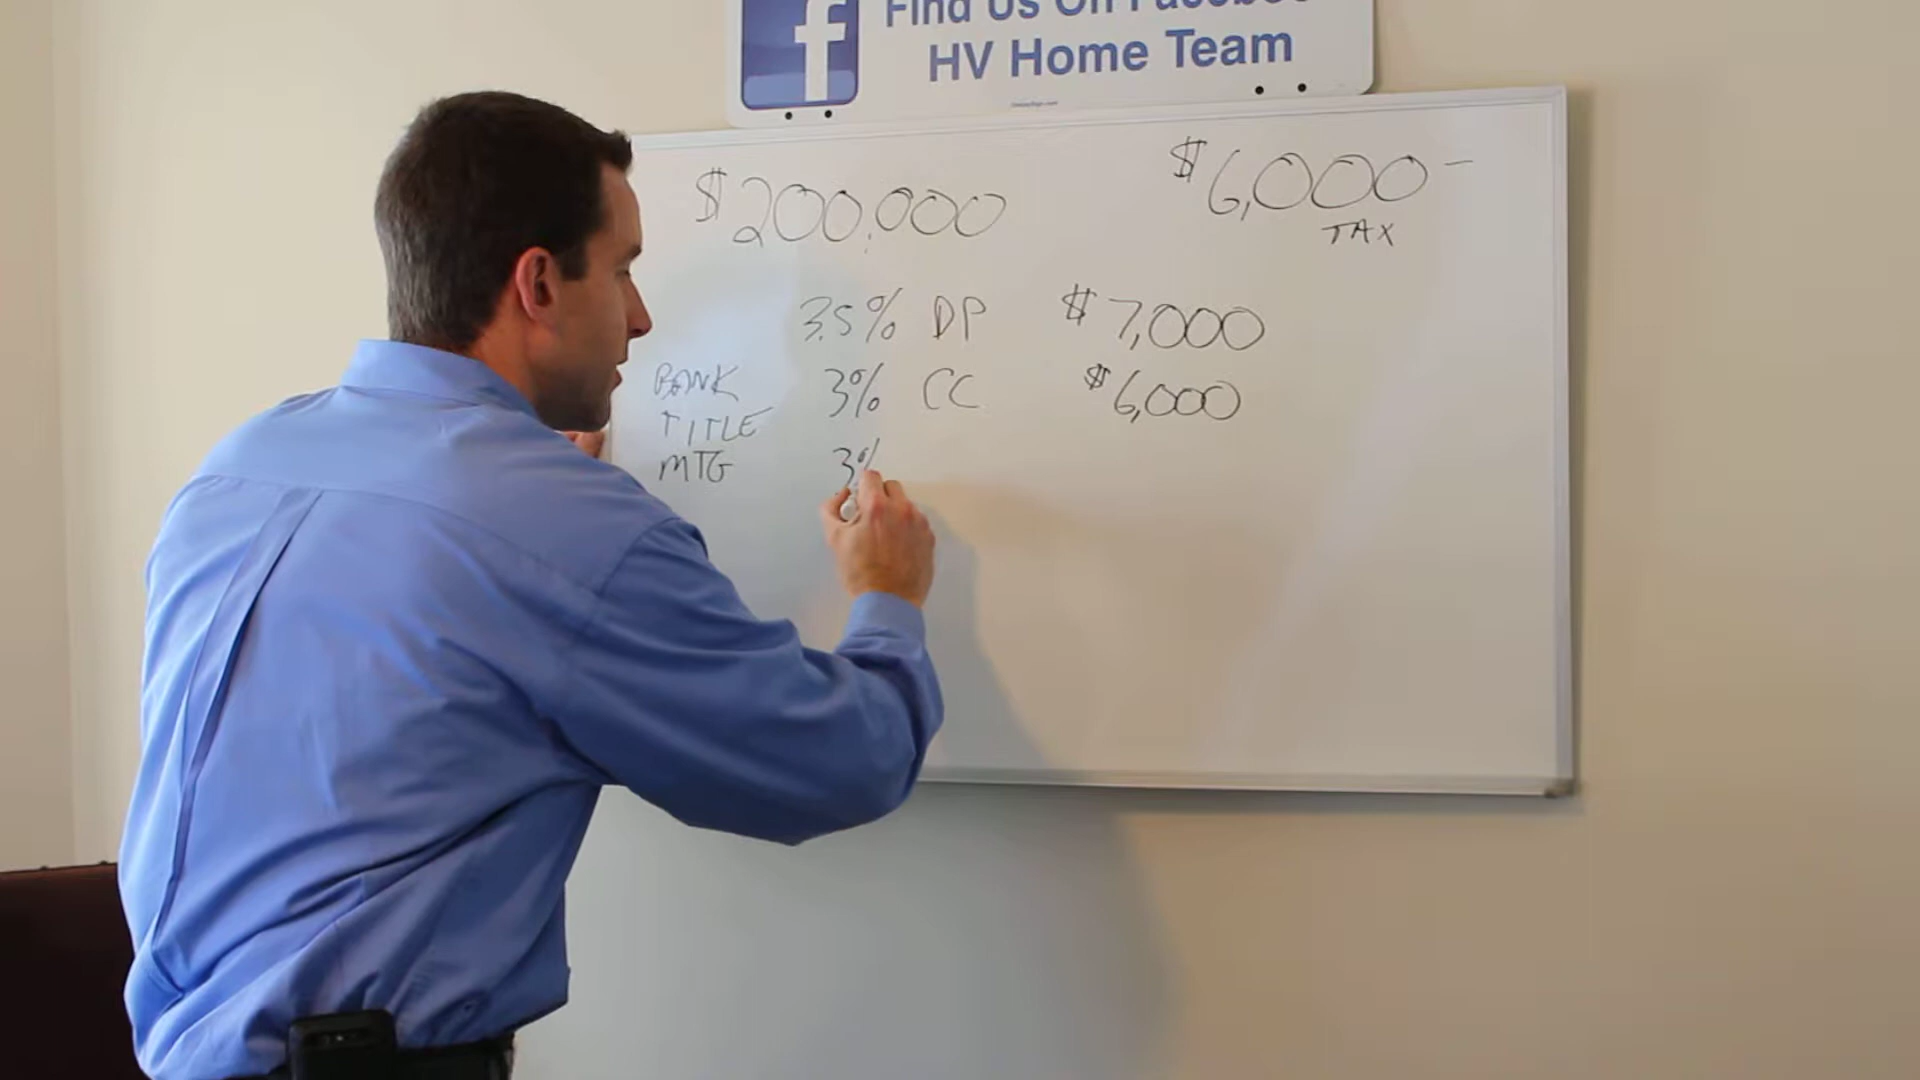 Find Us On Facebo
HV Home Team
$200,000
$6,000-
TAX
3.5% DP $7,000
BANK 3% CC $6,000
TITLE
MTG 3%